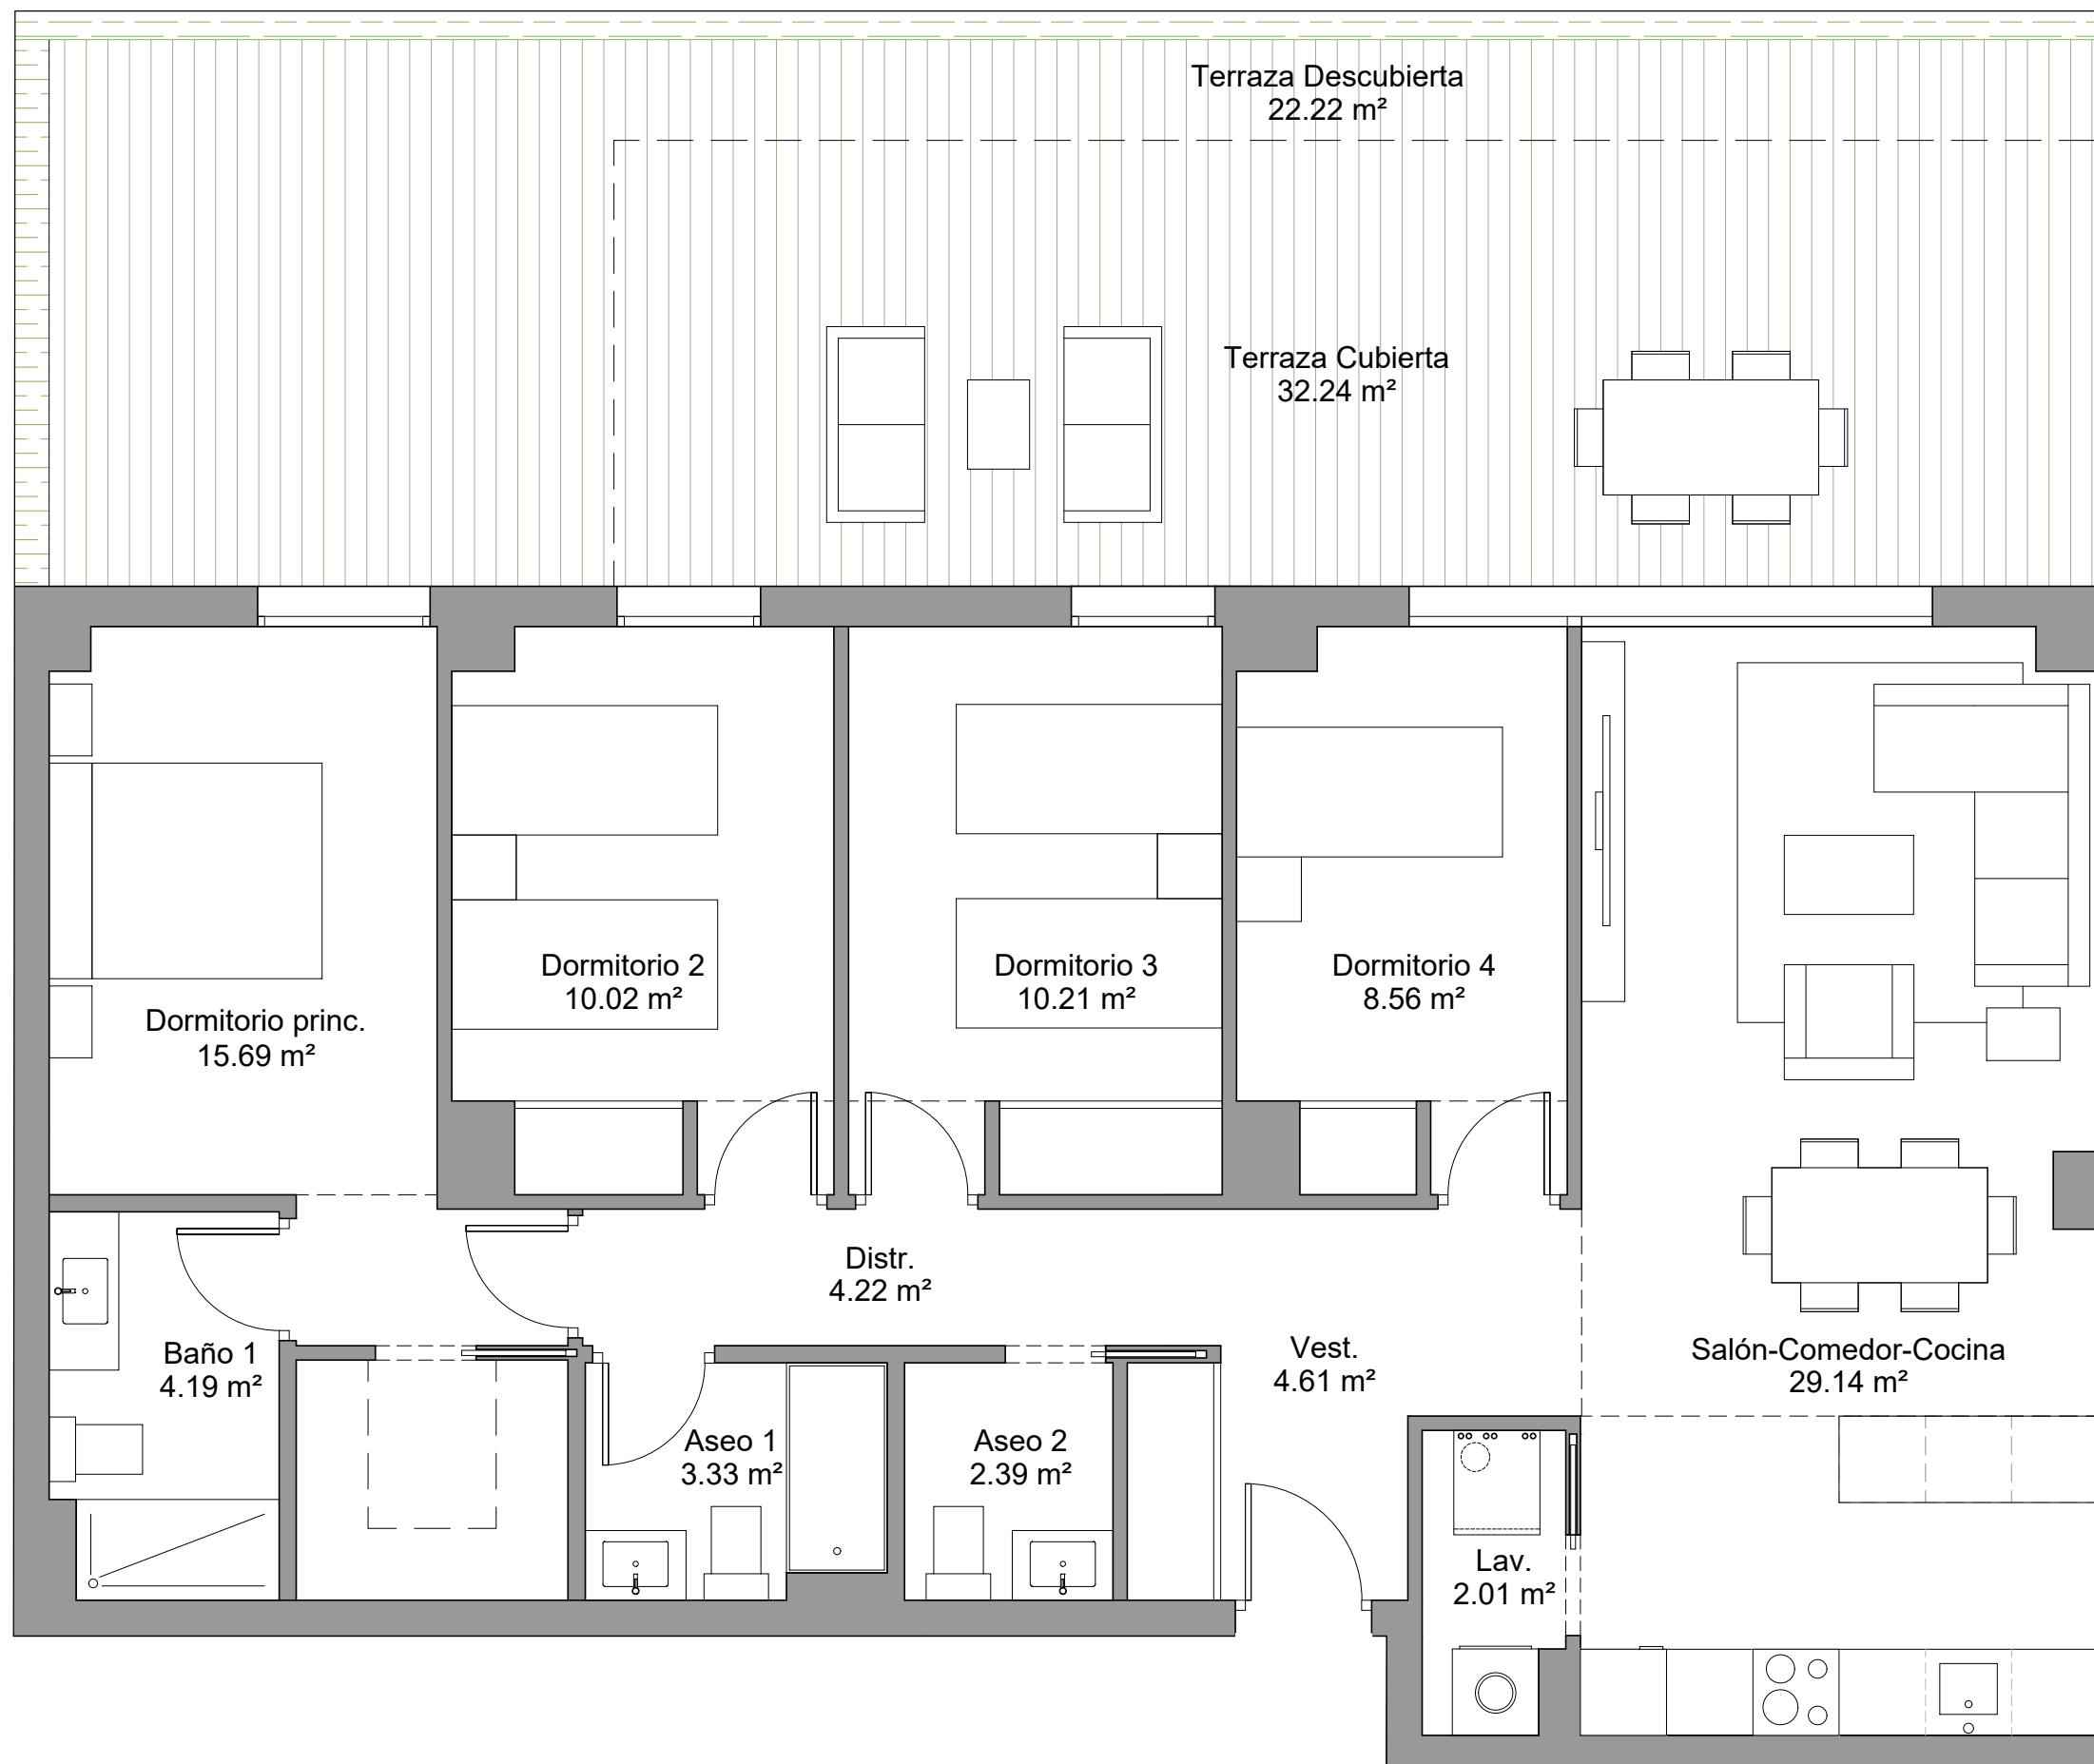 Terraza Descubierta
22.22 m²
Terraza Cubierta
32.24 m²
Dormitorio princ.
15.69 m²
Dormitorio 2
10.02 m²
Dormitorio 3
10.21 m²
Dormitorio 4
8.56 m²
Distr.
4.22 m²
Baño 1
4.19 m²
Vest.
4.61 m²
Salón-Comedor-Cocina
29.14 m²
Aseo 1
3.33 m²
Aseo 2
2.39 m²
Lav.
2.01 m²